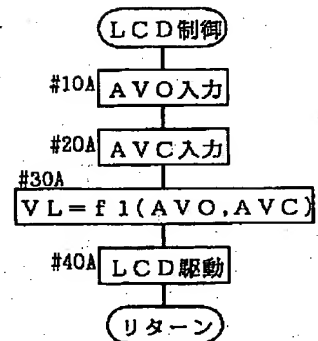 LCD制御
#10A AVO入力
#20A AVC入力
#30A
VL=f1(AVO,AVC)
#40A LCD駆動
リターン